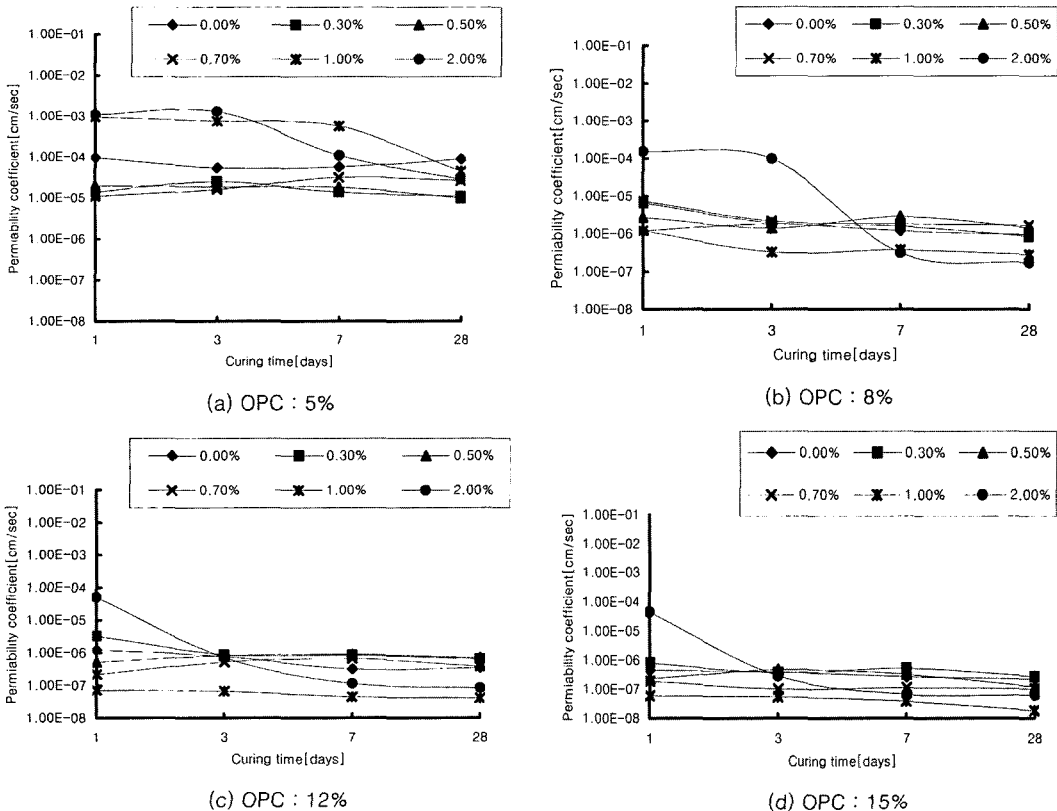 0.00% 0.30% 0.50%
0.70% 1.00% 2.00%
1.00E-01
1.00E-02
1.00E-03
1.00E-04
1.00E-05
1.00E-06
1.00E-07
1.00E-08
Permiability coefficient[cm/sec]
1 3 7 28
Curing time[days]
(a) OPC : 5%
0.00% 0.30% 0.50%
0.70% 1.00% 2.00%
1.00E-01
1.00E-02
1.00E-03
1.00E-04
1.00E-05
1.00E-06
1.00E-07
1.00E-08
Permiability coefficient[cm/sec]
1 3 7 28
Curing time[days]
(b) OPC : 8%
0.00% 0.30% 0.50%
0.70% 1.00% 2.00%
1.00E-01
1.00E-02
1.00E-03
1.00E-04
1.00E-05
1.00E-06
1.00E-07
1.00E-08
Permiability coefficient[cm/sec]
1 3 7 28
Curing time[days]
(c) OPC : 12%
0.00% 0.30% 0.50%
0.70% 1.00% 2.00%
1.00E-01
1.00E-02
1.00E-03
1.00E-04
1.00E-05
1.00E-06
1.00E-07
1.00E-08
Permiability coefficient[cm/sec]
1 3 7 28
Curing time[days]
(d) OPC : 15%